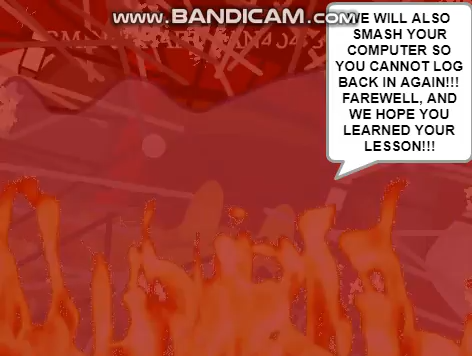 www.BANDICAM.com
WE WILL ALSO
SMASH YOUR
COMPUTER SO
YOU CANNOT LOG
BACK IN AGAIN!!!
FAREWELL, AND
WE HOPE YOU
LEARNED YOUR
LESSON!!!